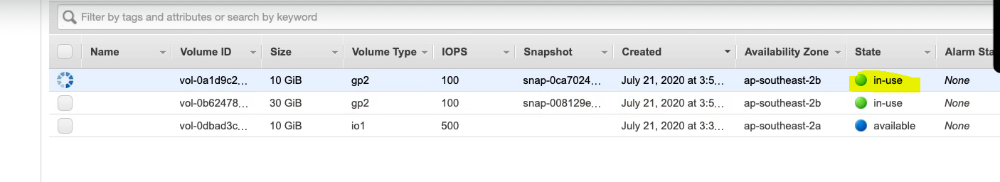 Filter by tags and attributes or search by keyword
Name Volume ID Size Volume Type IOPS Snapshot Created Availability Zone State Alarm Sta
vol-0a1d9c2... 10 GiB gp2 100 snap-0ca7024... July 21, 2020 at 3:5... ap-southeast-2b in-use None
vol-0b62478... 30 GiB gp2 100 snap-008129e... July 21, 2020 at 3:5... ap-southeast-2b in-use None
vol-0dbad3c... 10 GiB io1 500 July 21, 2020 at 3:3... ap-southeast-2a available None